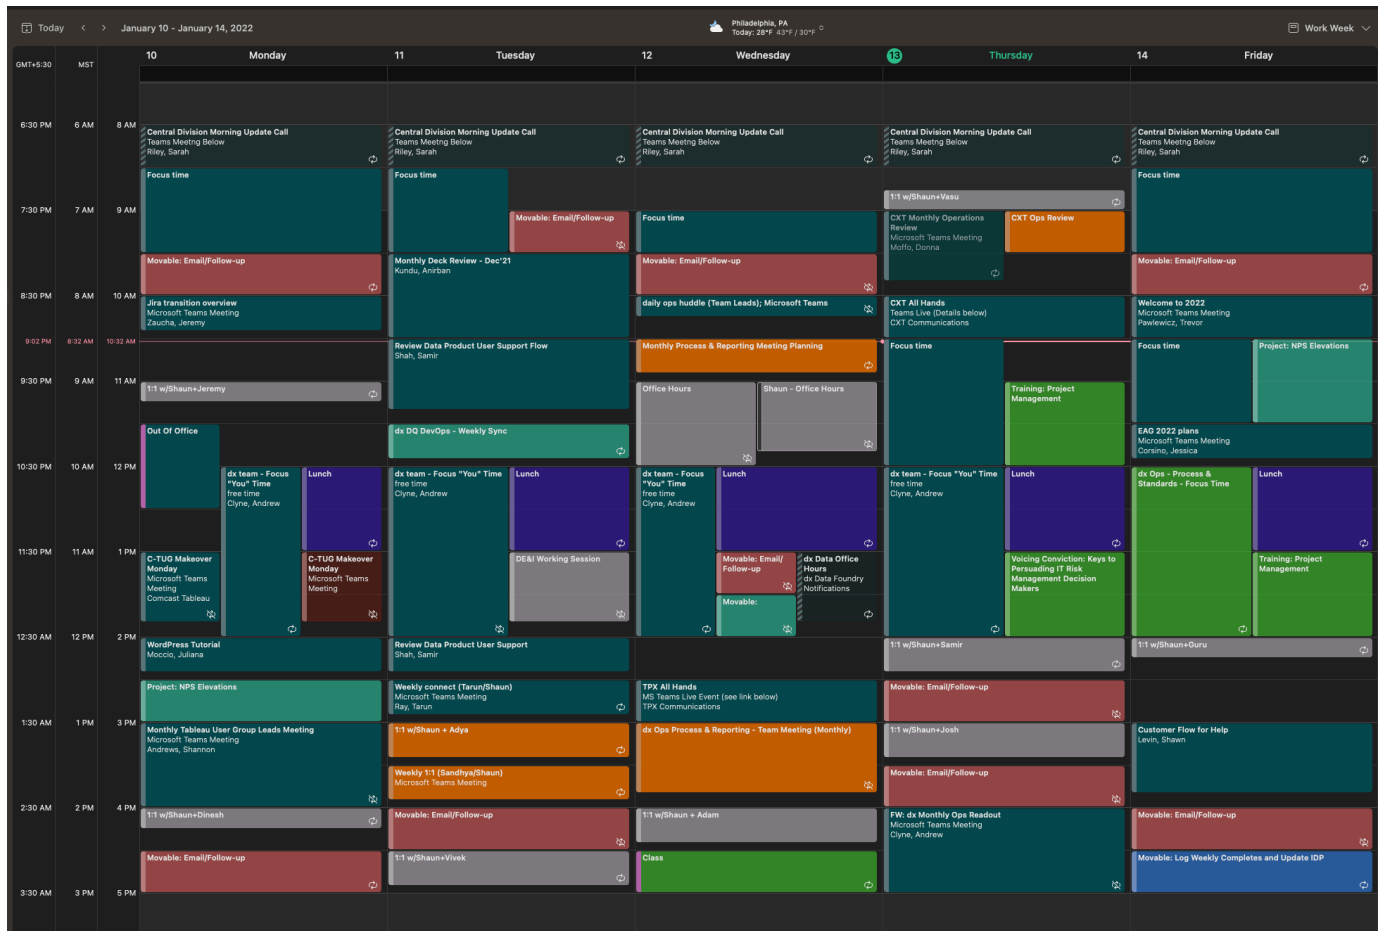 Today
January 10 - January 14, 2022
Philadelphia, PA
Today: 28°F 43°F / 30°F
Work Week
GMT+5:30
MST
10 Monday
11 Tuesday
12 Wednesday
13 Thursday
14 Friday
6:30 PM 6 AM 8 AM
7:30 PM 7 AM 9 AM
8:30 PM 8 AM 10 AM
9:02 PM 8:32 AM 10:32 AM
9:30 PM 9 AM 11 AM
10:30 PM 10 AM 12 PM
11:30 PM 11 AM 1 PM
12:30 AM 12 PM 2 PM
1:30 AM 1 PM 3 PM
2:30 AM 2 PM 4 PM
3:30 AM 3 PM 5 PM
Central Division Morning Update Call
Teams Meetng Below
Riley, Sarah
Focus time
Movable: Email/Follow-up
Jira transition overview
Microsoft Teams Meeting
Zaucha, Jeremy
1:1 w/Shaun+Jeremy
Out Of Office
dx team - Focus
"You" Time
free time
Clyne, Andrew
Lunch
C-TUG Makeover
Monday
Microsoft Teams
Meeting
Comcast Tableau
C-TUG Makeover
Monday
Microsoft Teams
Meeting
WordPress Tutorial
Moccio, Juliana
Project: NPS Elevations
Monthly Tableau User Group Leads Meeting
Microsoft Teams Meeting
Andrews, Shannon
1:1 w/Shaun+Dinesh
Movable: Email/Follow-up
Central Division Morning Update Call
Teams Meetng Below
Riley, Sarah
Focus time
Movable: Email/Follow-up
Monthly Deck Review - Dec'21
Kundu, Anirban
Review Data Product User Support Flow
Shah, Samir
dx DQ DevOps - Weekly Sync
dx team - Focus "You" Time
free time
Clyne, Andrew
Lunch
DE&I Working Session
Review Data Product User Support
Shah, Samir
Weekly connect (Tarun/Shaun)
Microsoft Teams Meeting
Ray, Tarun
1:1 w/Shaun + Adya
Weekly 1:1 (Sandhya/Shaun)
Microsoft Teams Meeting
Movable: Email/Follow-up
1:1 w/Shaun+Vivek
Central Division Morning Update Call
Teams Meetng Below
Riley, Sarah
Focus time
Movable: Email/Follow-up
daily ops huddle (Team Leads); Microsoft Teams
Monthly Process & Reporting Meeting Planning
Office Hours
Shaun - Office Hours
dx team - Focus
"You" Time
free time
Clyne, Andrew
Lunch
Movable: Email/
Follow-up
dx Data Office
Hours
dx Data Foundry
Notifications
Movable:
TPX All Hands
MS Teams Live Event (see link below)
TPX Communications
dx Ops Process & Reporting - Team Meeting (Monthly)
1:1 w/Shaun + Adam
Class
Central Division Morning Update Call
Teams Meetng Below
Riley, Sarah
1:1 w/Shaun+Vasu
CXT Monthly Operations
Review
Microsoft Teams Meeting
Moffo, Donna
CXT Ops Review
CXT All Hands
Teams Live (Details below)
CXT Communications
Focus time
Training: Project
Management
dx team - Focus "You" Time
free time
Clyne, Andrew
Lunch
Voicing Conviction: Keys to
Persuading IT Risk
Management Decision
Makers
1:1 w/Shaun+Samir
Movable: Email/Follow-up
1:1 w/Shaun+Josh
Movable: Email/Follow-up
FW: dx Monthly Ops Readout
Microsoft Teams Meeting
Clyne, Andrew
Central Division Morning Update Call
Teams Meetng Below
Riley, Sarah
Focus time
Movable: Email/Follow-up
Welcome to 2022
Microsoft Teams Meeting
Pawlewicz, Trevor
Focus time
Project: NPS Elevations
EAG 2022 plans
Microsoft Teams Meeting
Corsino, Jessica
dx Ops - Process &
Standards - Focus Time
Lunch
Training: Project
Management
1:1 w/Shaun+Guru
Customer Flow for Help
Levin, Shawn
Movable: Email/Follow-up
Movable: Log Weekly Completes and Update IDP